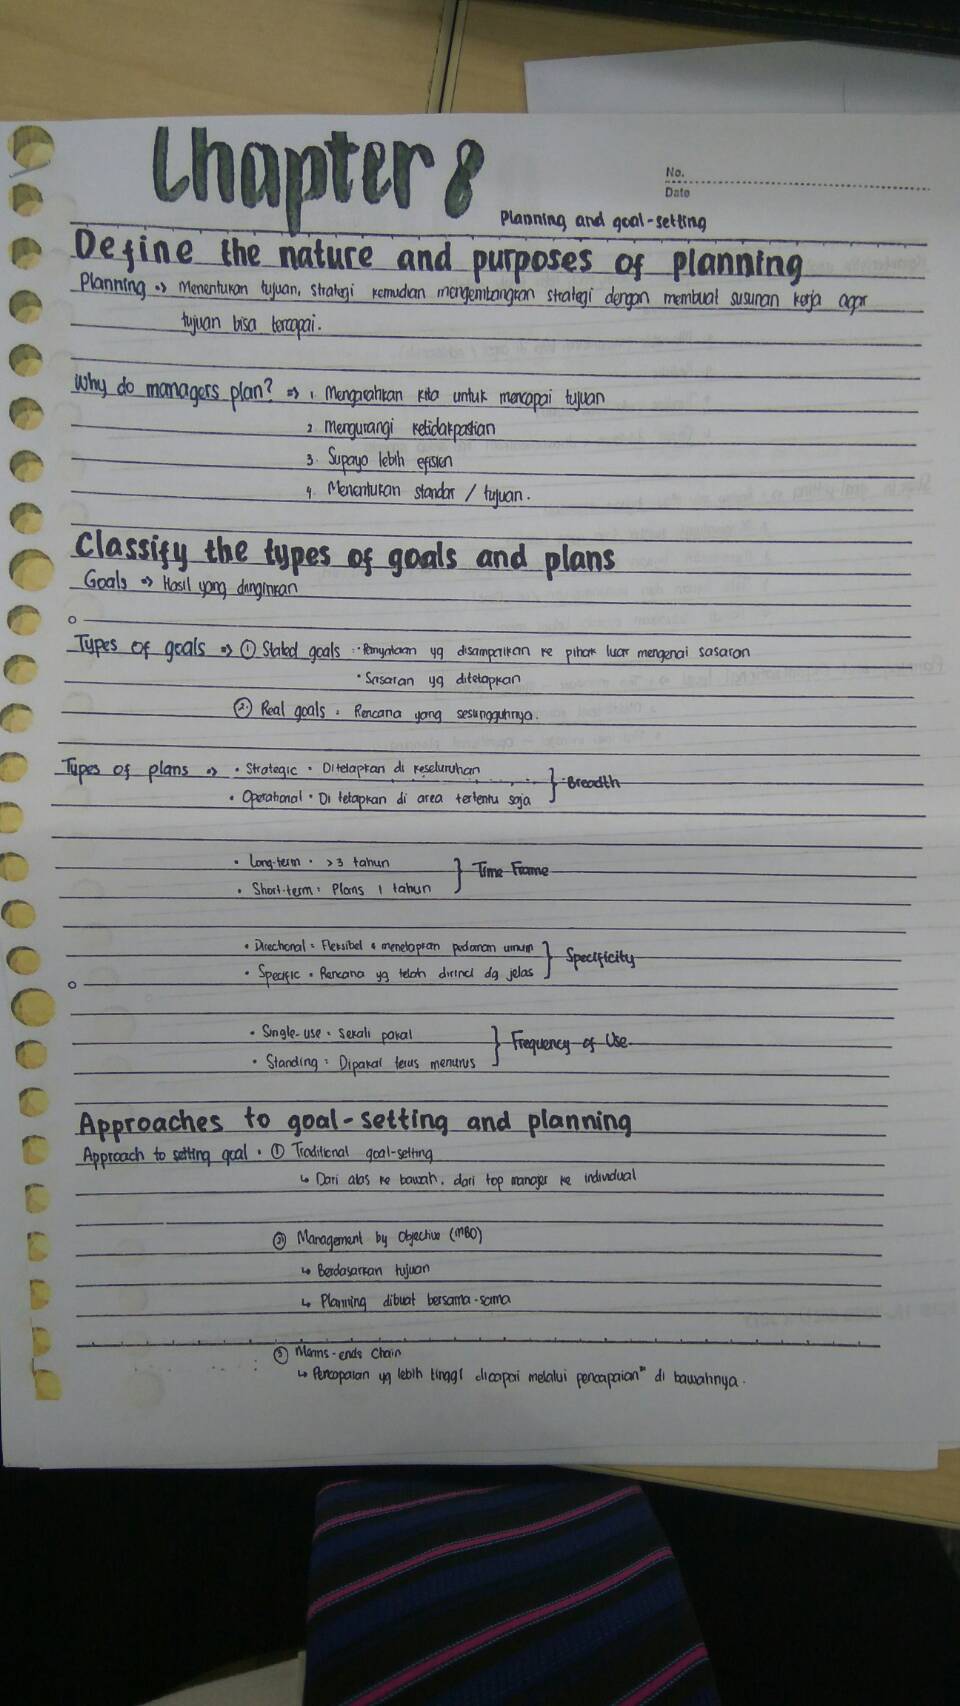 Chapter 8
No.
Date
Planning and goal-setting
Define the nature and purposes of planning
Planning => Menentukan tujuan, strategi kemudian mengembangkan strategi dengan membuat susunan kerja agar
tujuan bisa tercapai.
Why do managers plan? => 1. Mengarahkan kita untuk mencapai tujuan
2. Mengurangi ketidakpastian
3. Supaya lebih efisien
4. Menentukan standar / tujuan.
Classify the types of goals and plans
Goals => Hasil yang diinginkan
Types of goals => ① Stated goals : · Pernyataan yg disampaikan ke pihak luar mengenai sasaran
· Sasaran yg ditetapkan
② Real goals : Rencana yang sesungguhnya.
Types of plans => • Strategic : Ditetapkan di keseluruhan
• Operational : Di tetapkan di area tertentu saja } Breadth
• Long-term : >3 tahun
• Short-term : Plans 1 tahun } Time Frame
• Directional : Fleksibel & menetapkan pedoman umum
• Specific : Rencana yg telah dirinci dg jelas } Specificity
• Single-use : Sekali pakai
• Standing : Dipakai terus menurus } Frequency of Use
Approaches to goal-setting and planning
Approach to setting goal : ① Traditional goal-setting
↳ Dari atas ke bawah, dari top manajer ke individual
② Management by Objective (MBO)
↳ Berdasarkan tujuan
↳ Planning dibuat bersama-sama
③ Means-ends Chain
↳ Pencapaian yg lebih tinggi dicapai melalui pencapaian" di bawahnya.